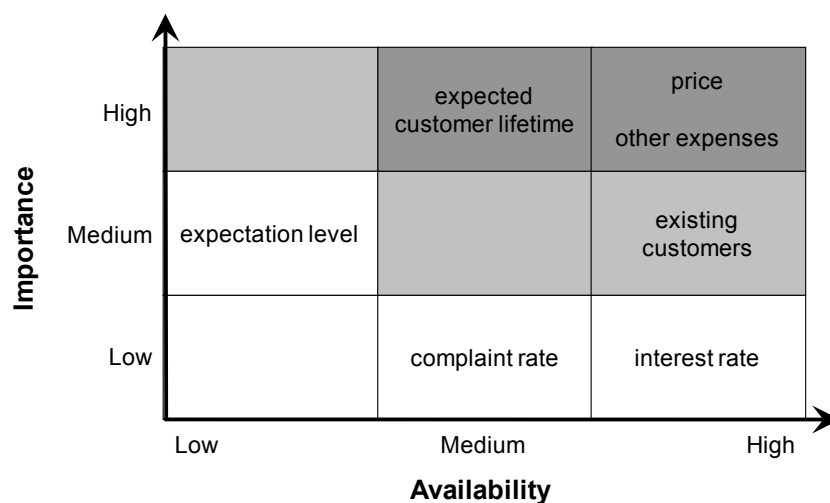 Importance
High
expected
customer lifetime
price
other expenses
Medium
expectation level
existing
customers
Low
complaint rate
interest rate
Low
Medium
High
Availability